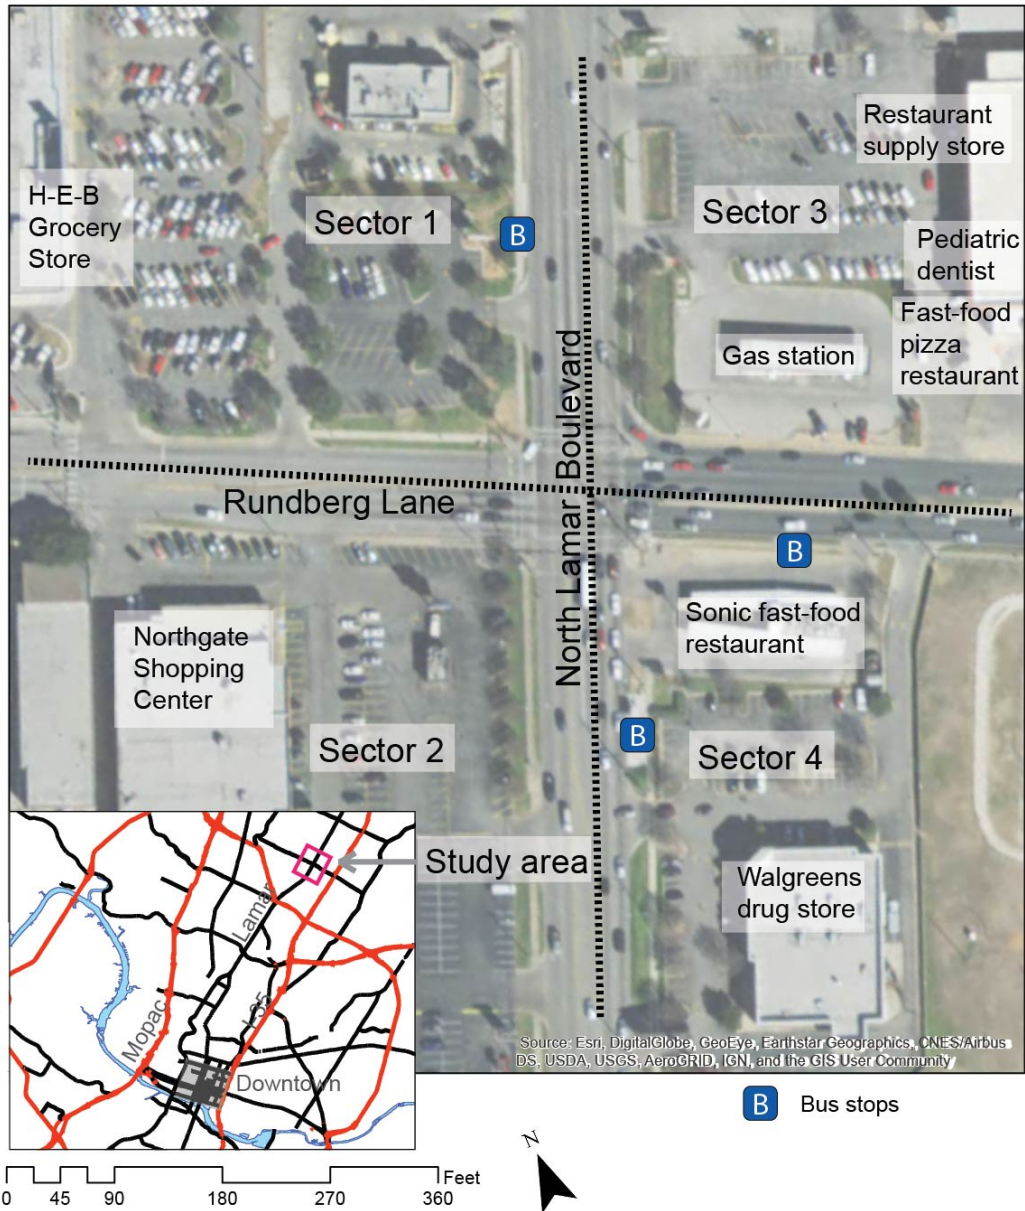 Restaurant
supply store
H-E-B
Grocery
Store
Sector 1
B
Sector 3
Pediatric
dentist
Fast-food
pizza
restaurant
Gas station
North Lamar Boulevard
Rundberg Lane
B
Sonic fast-food
restaurant
Northgate
Shopping
Center
Sector 2
B
Sector 4
Study area
Walgreens
drug store
Lamar
I-35
Mopac
Downtown
Source: Esri, DigitalGlobe, GeoEye, Earthstar Geographics, CNES/Airbus
DS, USDA, USGS, AeroGRID, IGN, and the GIS User Community
B Bus stops
N
Feet
0 45 90 180 270 360